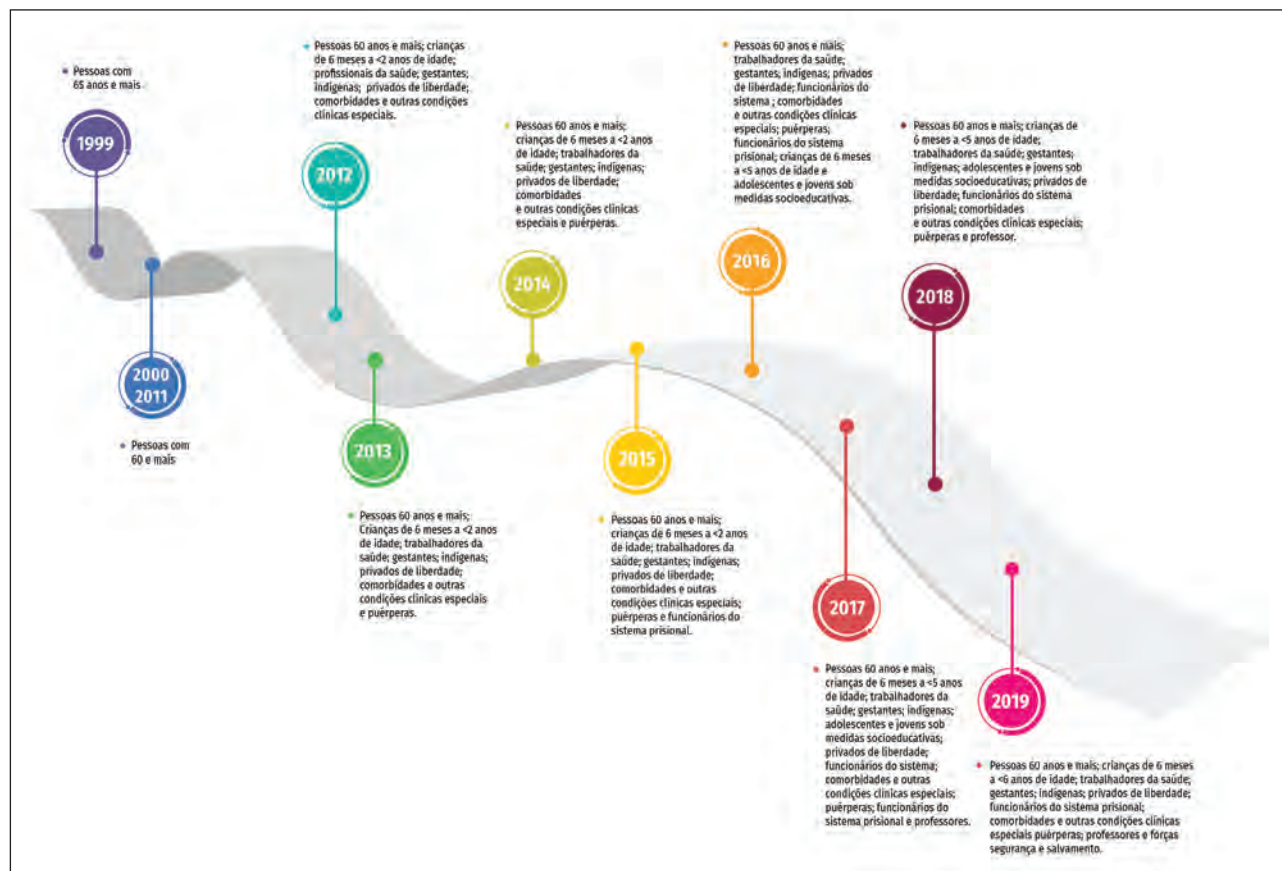 1999
Pessoas com
65 anos e mais
2000
2011
Pessoas com
60 e mais
2012
Pessoas 60 anos e mais; crianças
de 6 meses a <2 anos de idade;
profissionais da saúde; gestantes;
indígenas; privados de liberdade;
comorbidades e outras condições
clínicas especiais.
2013
Pessoas 60 anos e mais;
Crianças de 6 meses a <2 anos
de idade; trabalhadores da
saúde; gestantes; indígenas;
privados de liberdade;
comorbidades e outras
condições clínicas especiais
e puérperas.
2014
Pessoas 60 anos e mais;
crianças de 6 meses a <2 anos
de idade; trabalhadores da
saúde; gestantes; indígenas;
privados de liberdade;
comorbidades
e outras condições clínicas
especiais e puérperas.
2015
Pessoas 60 anos e mais;
crianças de 6 meses a <2 anos
de idade; trabalhadores da
saúde; gestantes; indígenas;
privados de liberdade;
comorbidades e outras
condições clínicas especiais;
puérperas e funcionários do
sistema prisional.
2016
Pessoas 60 anos e mais;
trabalhadores da saúde;
gestantes; indígenas; privados
de liberdade; funcionários do
sistema ; comorbidades
e outras condições clínicas
especiais; puérperas;
funcionários do sistema
prisional; crianças de 6 meses
a <5 anos de idade e
adolescentes e jovens sob
medidas socioeducativas.
2017
Pessoas 60 anos e mais;
crianças de 6 meses a <5 anos
de idade; trabalhadores da
saúde; gestantes; indígenas;
adolescentes e jovens sob
medidas socioeducativas;
privados de liberdade;
funcionários do sistema;
comorbidades e outras
condições clínicas especiais;
puérperas; funcionários do
sistema prisional e professores.
2018
Pessoas 60 anos e mais; crianças de
6 meses a <5 anos de idade;
trabalhadores da saúde; gestantes;
indígenas; adolescentes e jovens sob
medidas socioeducativas; privados de
liberdade; funcionários do sistema
prisional; comorbidades
e outras condições clínicas especiais;
puérperas e professor.
2019
Pessoas 60 anos e mais; crianças de 6 meses
a <6 anos de idade; trabalhadores da saúde;
gestantes; indígenas; privados de liberdade;
funcionários do sistema prisional;
comorbidades e outras condições clínicas
especiais puérperas; professores e forças
segurança e salvamento.